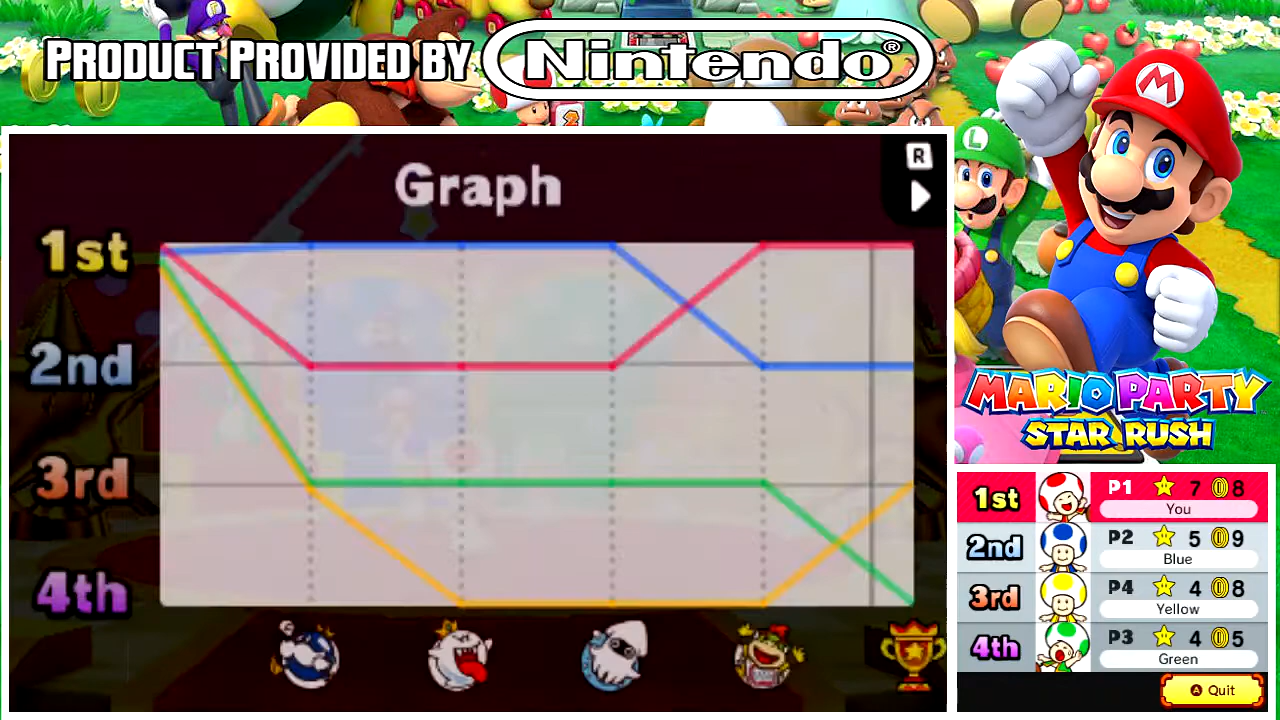 PRODUCT PROVIDED BY Nintendo®
Graph
R
1st
2nd
3rd
4th
L
M
MARIO PARTY
STAR RUSH
1st P1 7 8
You
2nd P2 5 9
Blue
3rd P4 4 8
Yellow
4th P3 4 5
Green
A Quit